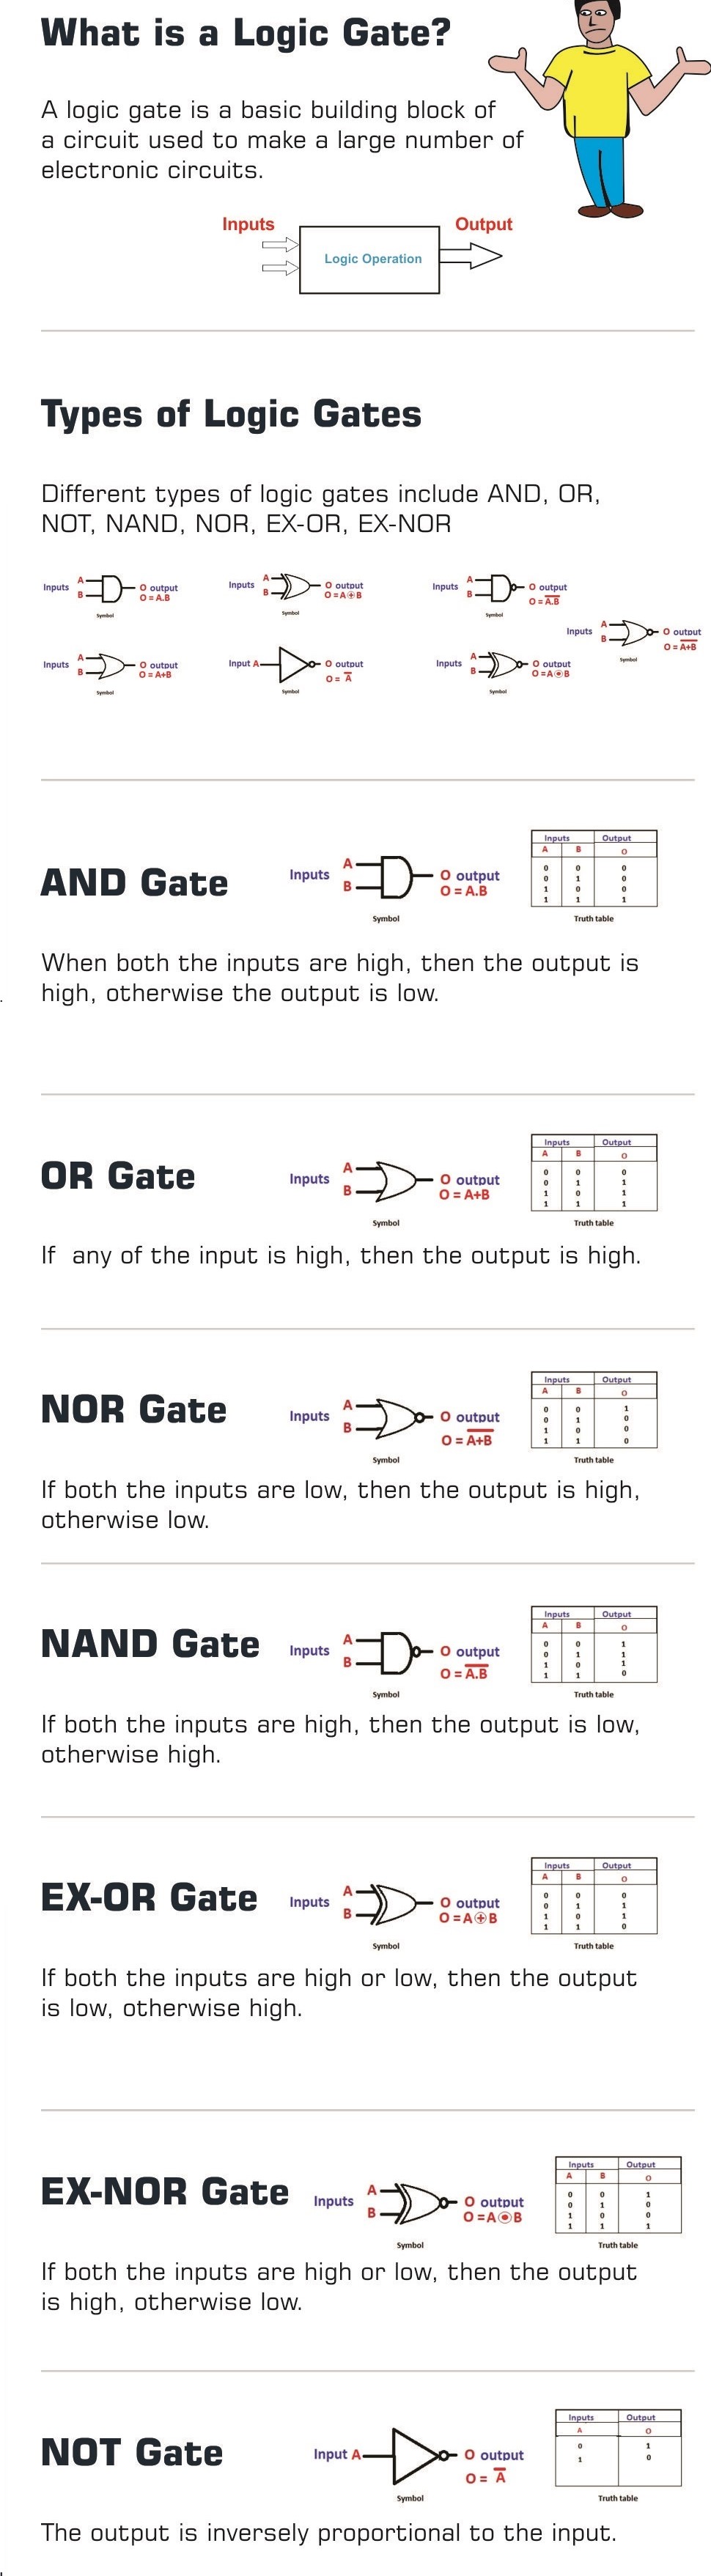 What is a Logic Gate?
A logic gate is a basic building block of
a circuit used to make a large number of
electronic circuits.
Inputs
Output
Logic Operation
Types of Logic Gates
Different types of logic gates include AND, OR,
NOT, NAND, NOR, EX-OR, EX-NOR
Inputs A B O output
O = A.B
Symbol
Inputs A B O output
O = A⊕B
Symbol
Inputs A B O output
O = A̅.̅B̅
Symbol
Inputs A B O output
O = A̅+̅B̅
Symbol
Inputs A B O output
O = A+B
Symbol
Input A O output
O = A̅
Symbol
Inputs A B O output
O =A⊙B
Symbol
AND Gate
Inputs A B O output
O = A.B
Symbol
Inputs Output
A B O
0 0 0
0 1 0
1 0 0
1 1 1
Truth table
When both the inputs are high, then the output is
high, otherwise the output is low.
OR Gate
Inputs A B O output
O = A+B
Symbol
Inputs Output
A B O
0 0 0
0 1 1
1 0 1
1 1 1
Truth table
If any of the input is high, then the output is high.
NOR Gate
Inputs A B O output
O = A̅+̅B̅
Symbol
Inputs Output
A B O
0 0 1
0 1 0
1 0 0
1 1 0
Truth table
If both the inputs are low, then the output is high,
otherwise low.
NAND Gate
Inputs A B O output
O = A̅.̅B̅
Symbol
Inputs Output
A B O
0 0 1
0 1 1
1 0 1
1 1 0
Truth table
If both the inputs are high, then the output is low,
otherwise high.
EX-OR Gate
Inputs A B O output
O =A⊕B
Symbol
Inputs Output
A B O
0 0 0
0 1 1
1 0 1
1 1 0
Truth table
If both the inputs are high or low, then the output
is low, otherwise high.
EX-NOR Gate
Inputs A B O output
O =A⊙B
Symbol
Inputs Output
A B O
0 0 1
0 1 0
1 0 0
1 1 1
Truth table
If both the inputs are high or low, then the output
is high, otherwise low.
NOT Gate
Input A O output
O = A̅
Symbol
Inputs Output
A O
0 1
1 0
Truth table
The output is inversely proportional to the input.